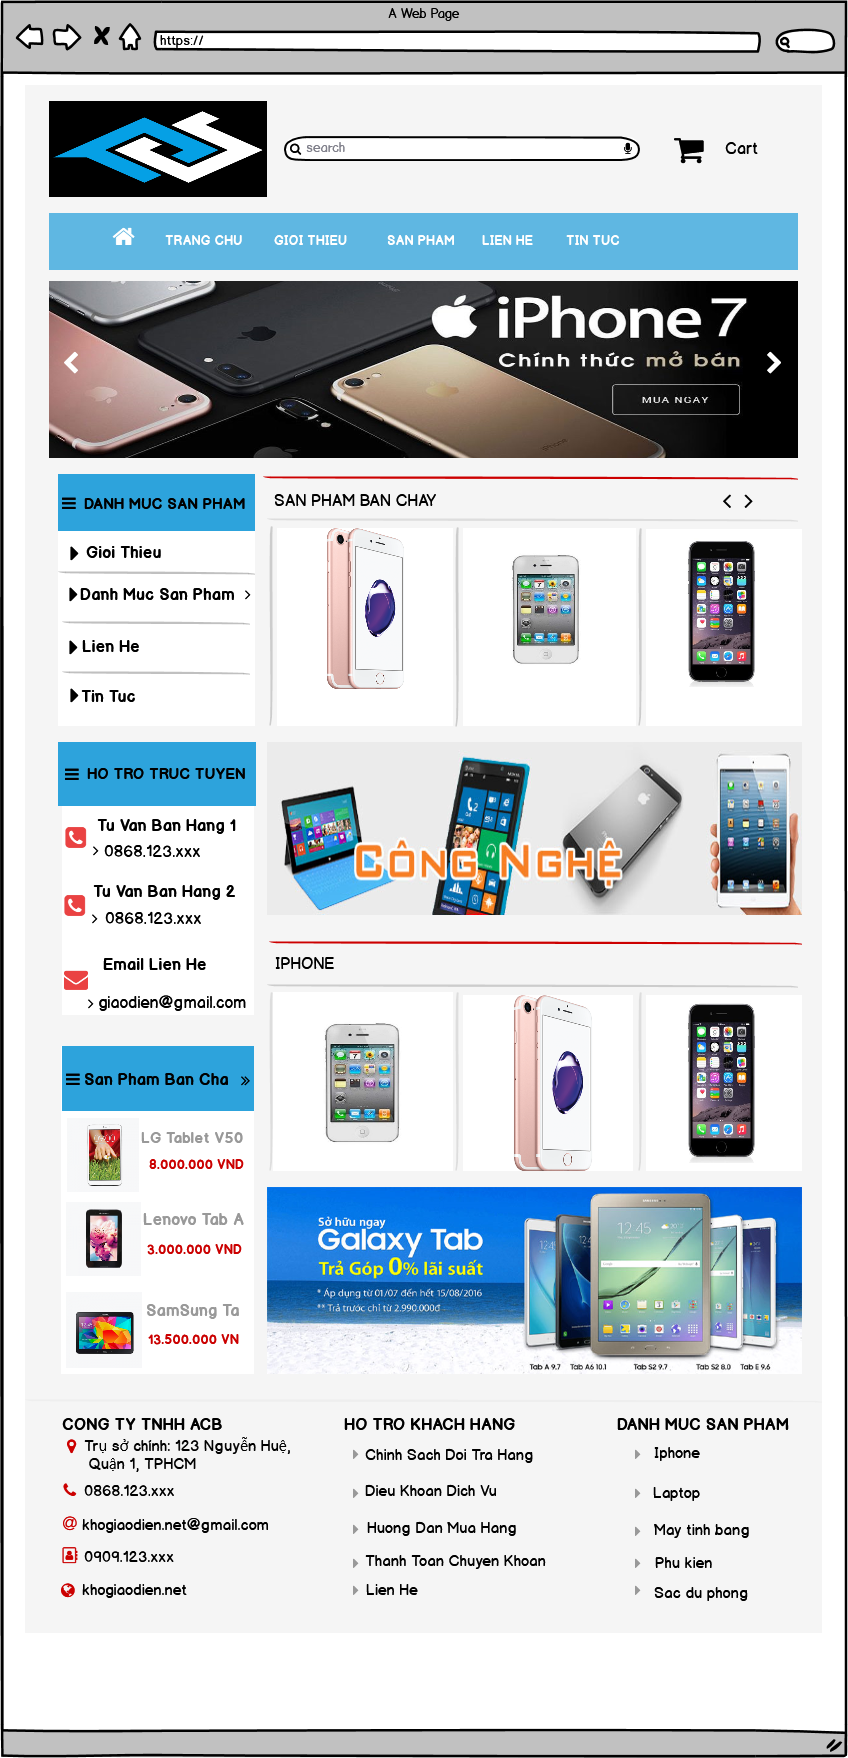 A Web Page
https://
search
Cart
TRANG CHU GIOI THIEU SAN PHAM LIEN HE TIN TUC
iPhone 7
Chính thức mở bán
MUA NGAY
DANH MUC SAN PHAM
Gioi Thieu
Danh Muc San Pham
Lien He
Tin Tuc
SAN PHAM BAN CHAY
HO TRO TRUC TUYEN
Tu Van Ban Hang 1
0868.123.xxx
Tu Van Ban Hang 2
0868.123.xxx
Email Lien He
giaodien@gmail.com
CÔNG NGHỆ
IPHONE
San Pham Ban Cha
LG Tablet V50
8.000.000 VND
Lenovo Tab A
3.000.000 VND
SamSung Ta
13.500.000 VN
Sở hữu ngay
Galaxy Tab
Trả Góp 0% lãi suất
* Áp dụng từ 01/07 đến hết 15/08/2016
** Trả trước chỉ từ 2.990.000đ
Tab A 9.7 Tab A6 10.1 Tab S2 9.7 Tab S2 8.0 Tab E 9.6
CONG TY TNHH ACB
Trụ sở chính: 123 Nguyễn Huệ,
Quận 1, TPHCM
0868.123.xxx
khogiaodien.net@gmail.com
0909.123.xxx
khogiaodien.net
HO TRO KHACH HANG
Chinh Sach Doi Tra Hang
Dieu Khoan Dich Vu
Huong Dan Mua Hang
Thanh Toan Chuyen Khoan
Lien He
DANH MUC SAN PHAM
Iphone
Laptop
May tinh bang
Phu kien
Sac du phong